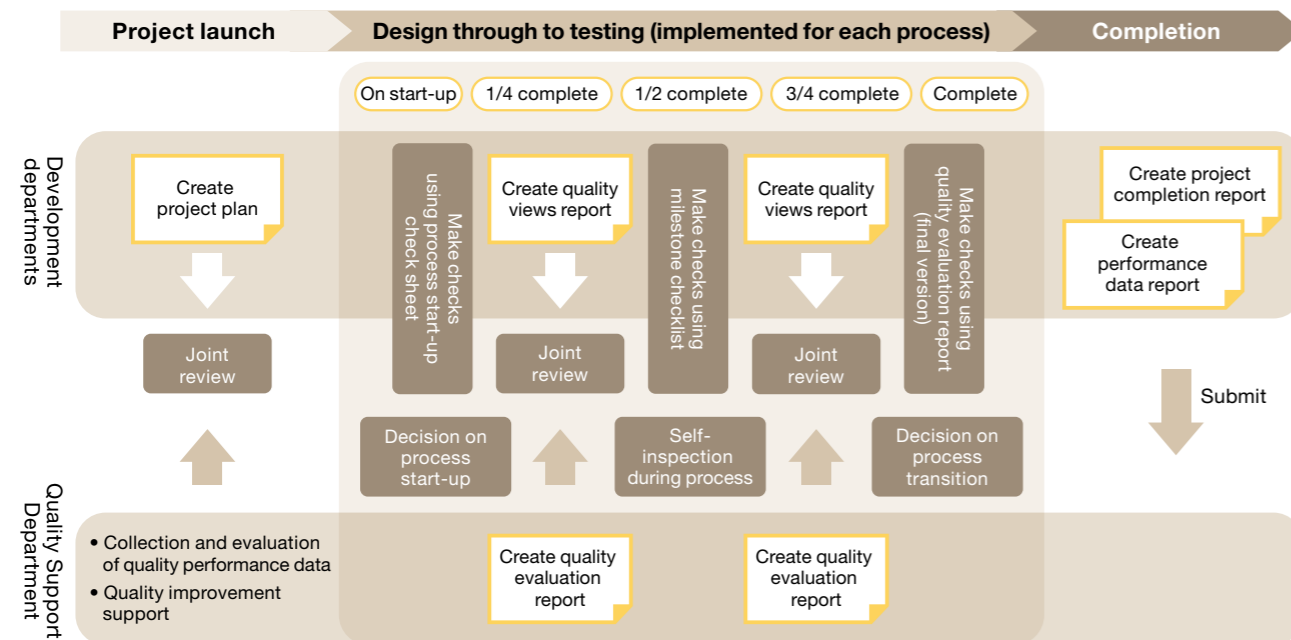 Project launch
Design through to testing (implemented for each process)
Completion
On start-up
1/4 complete
1/2 complete
3/4 complete
Complete
Development
departments
Create
project plan
Make checks
using process start-up
check sheet
Create quality
views report
Make checks using
milestone checklist
Create quality
views report
Make checks using
quality evaluation report
(final version)
Create project
completion report
Create
performance
data report
Joint
review
Joint
review
Joint
review
Submit
Decision on
process
start-up
Self-
inspection
during process
Decision on
process
transition
Quality Support
Department
• Collection and evaluation
of quality performance data
• Quality improvement
support
Create quality
evaluation
report
Create quality
evaluation
report